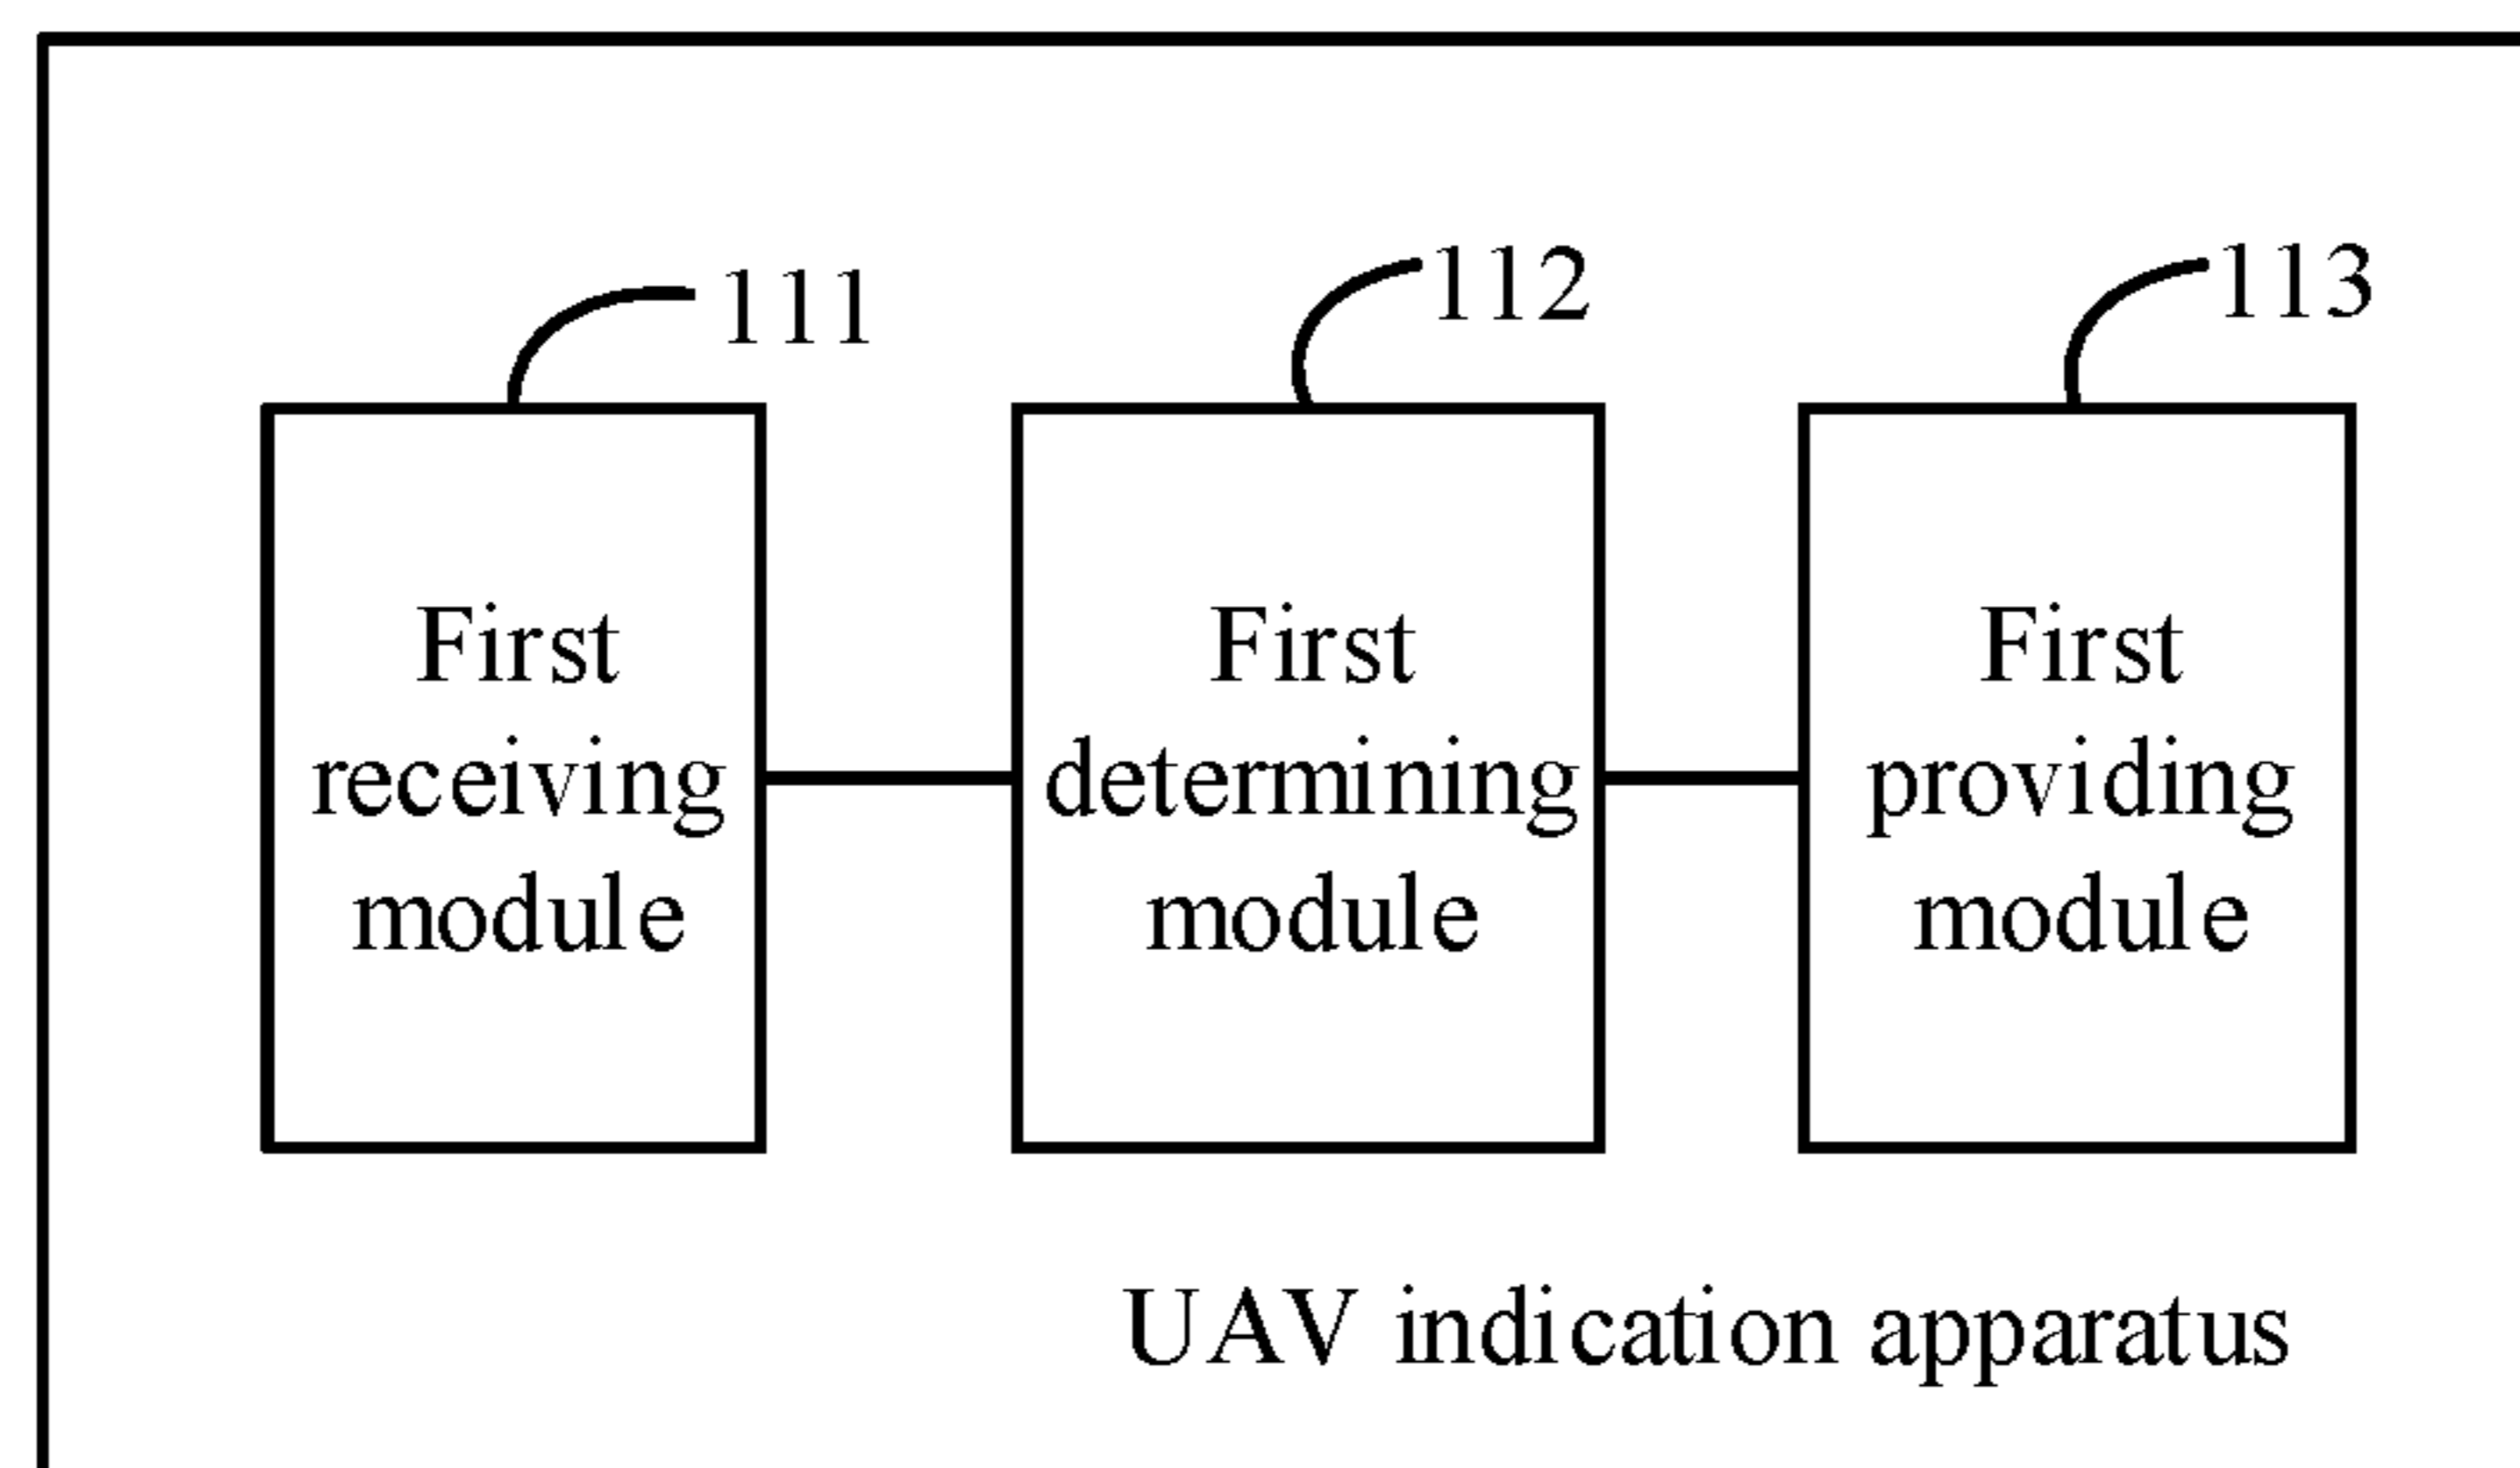 111
112
113
First
receiving
module
First
determining
module
First
providing
module
UAV indication apparatus